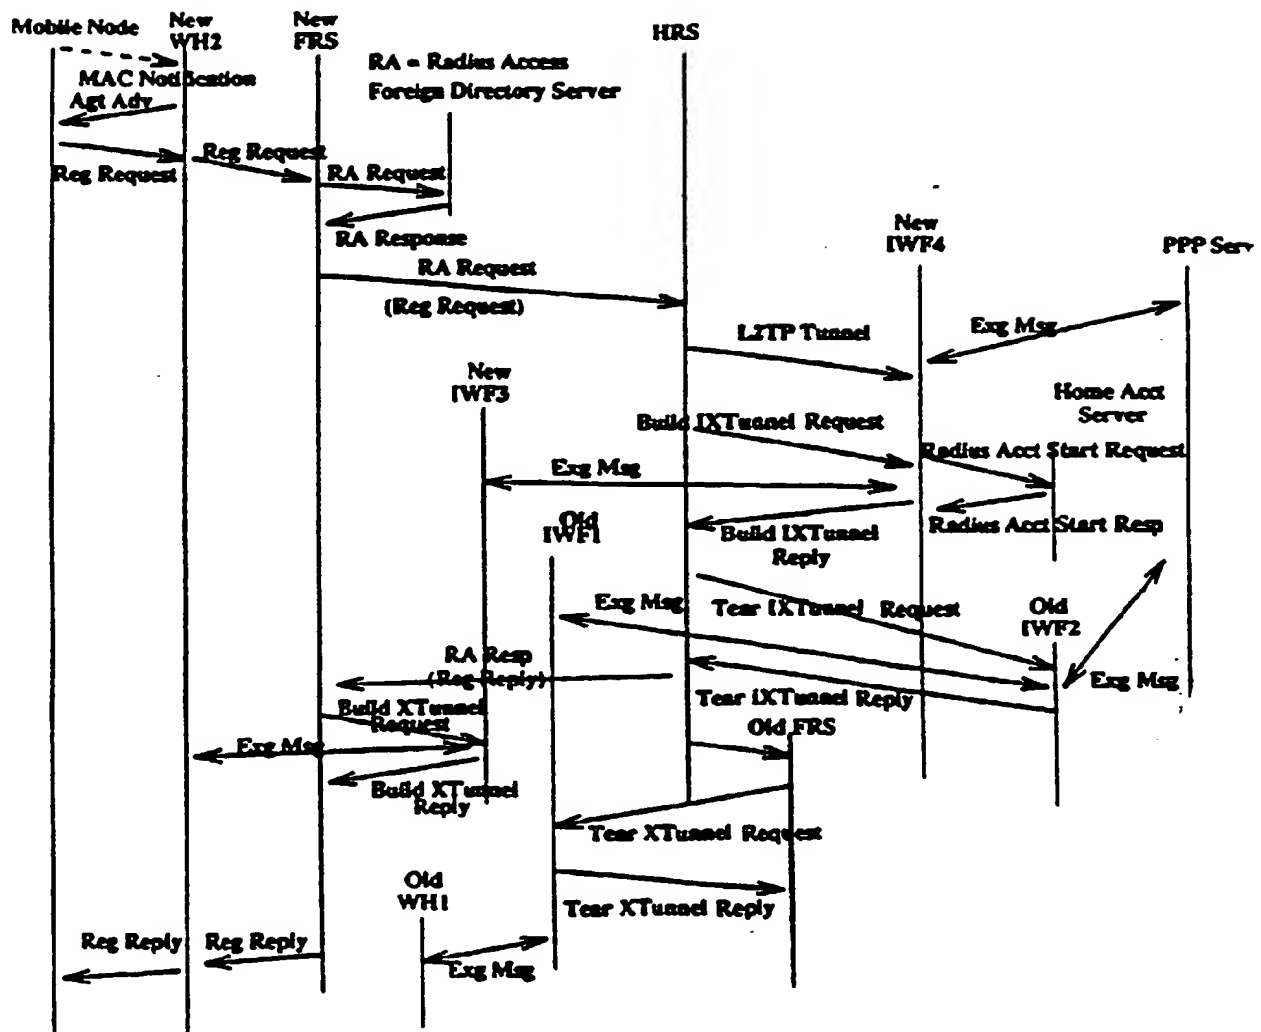 Mobile Node
New
WH2
New
FRS
HRS
RA = Radius Access
Foreign Directory Server
MAC Notification
Agt Adv
Reg Request
Reg Request
RA Request
RA Response
RA Request
(Reg Request)
New
IWF4
PPP Serv
L2TP Tunnel
Exg Msg
New
IWF3
Home Acct
Server
Build IXTunnel Request
Radius Acct Start Request
Exg Msg
Radius Acct Start Resp
Build IXTunnel
Reply
Old
IWF1
Exg Msg
Tear IXTunnel Request
Old
IWF2
RA Resp
(Reg Reply)
Exg Msg
Tear IXTunnel Reply
Build XTunnel
Request
Old FRS
Exg Msg
Build XTunnel
Reply
Tear XTunnel Request
Old
WH1
Tear XTunnel Reply
Reg Reply
Reg Reply
Exg Msg